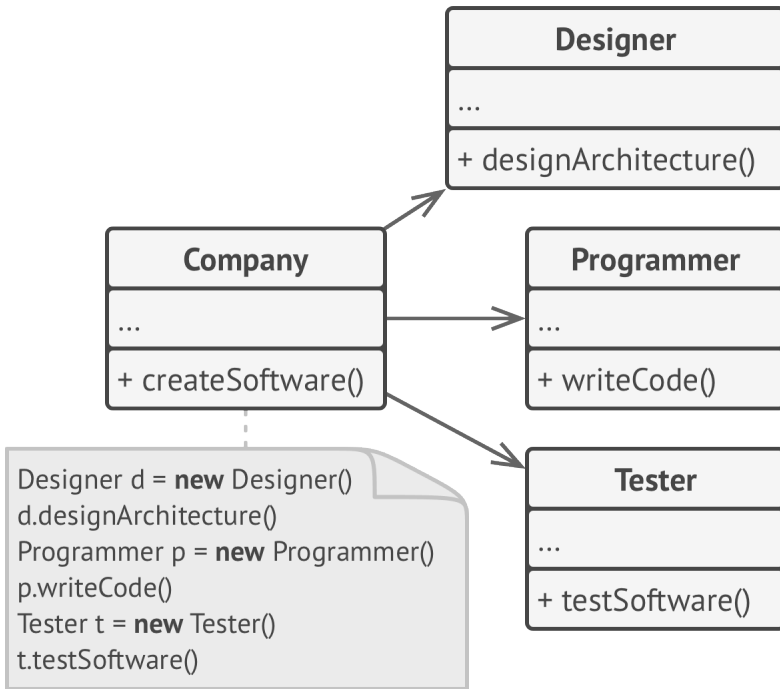 Designer
...
+ designArchitecture()
Company
...
+ createSoftware()
Programmer
...
+ writeCode()
Tester
...
+ testSoftware()
Designer d = new Designer()
d.designArchitecture()
Programmer p = new Programmer()
p.writeCode()
Tester t = new Tester()
t.testSoftware()